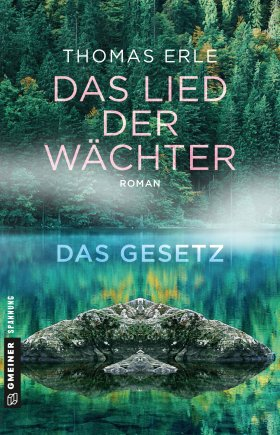 THOMAS ERLE
DAS LIED
DER
WÄCHTER
ROMAN
DAS GESETZ
GMEINER
SPANNUNG